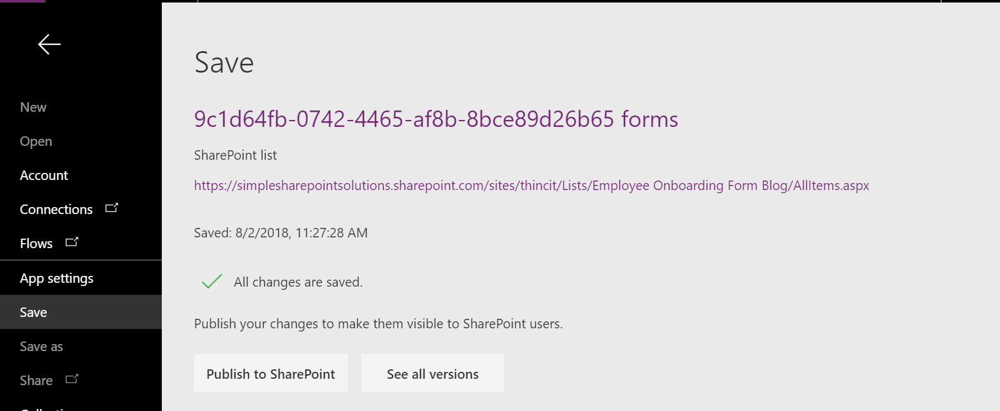 New
Open
Account
Connections
Flows
App settings
Save
Save as
Share
Save
9c1d64fb-0742-4465-af8b-8bce89d26b65 forms
SharePoint list
https://simplesharepointsolutions.sharepoint.com/sites/thincit/Lists/Employee Onboarding Form Blog/AllItems.aspx
Saved: 8/2/2018, 11:27:28 AM
All changes are saved.
Publish your changes to make them visible to SharePoint users.
Publish to SharePoint
See all versions